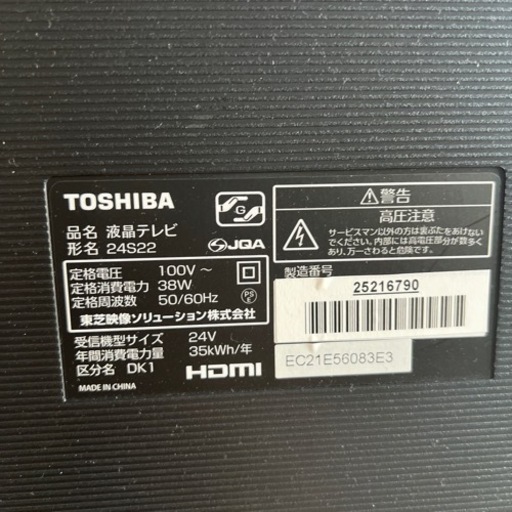 TOSHIBA
品名 液晶テレビ
形名 24S22
G
JQA
定格電圧 100V～
定格消費電力 38W
定格周波数 50/60Hz
PS
E
東芝映像ソリューション株式会社
受信機型サイズ 24V
年間消費電力量 35kWh/年
区分名 DK1
MADE IN CHINA
HDMI
警告
高圧注意
サービスマン以外の方は裏ぶたをあけないでください。内部には高電圧部分が数多くあり、万一さわると危険です。
製造番号
25216790
EC21E56083E3